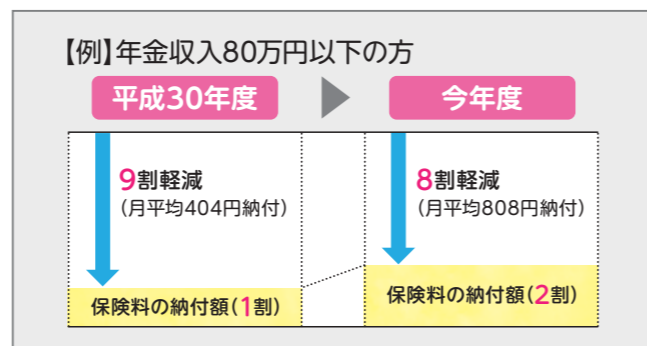 【例】年金収入80万円以下の方
平成30年度
今年度
9割軽減
(月平均404円納付)
8割軽減
(月平均808円納付)
保険料の納付額(1割)
保険料の納付額(2割)